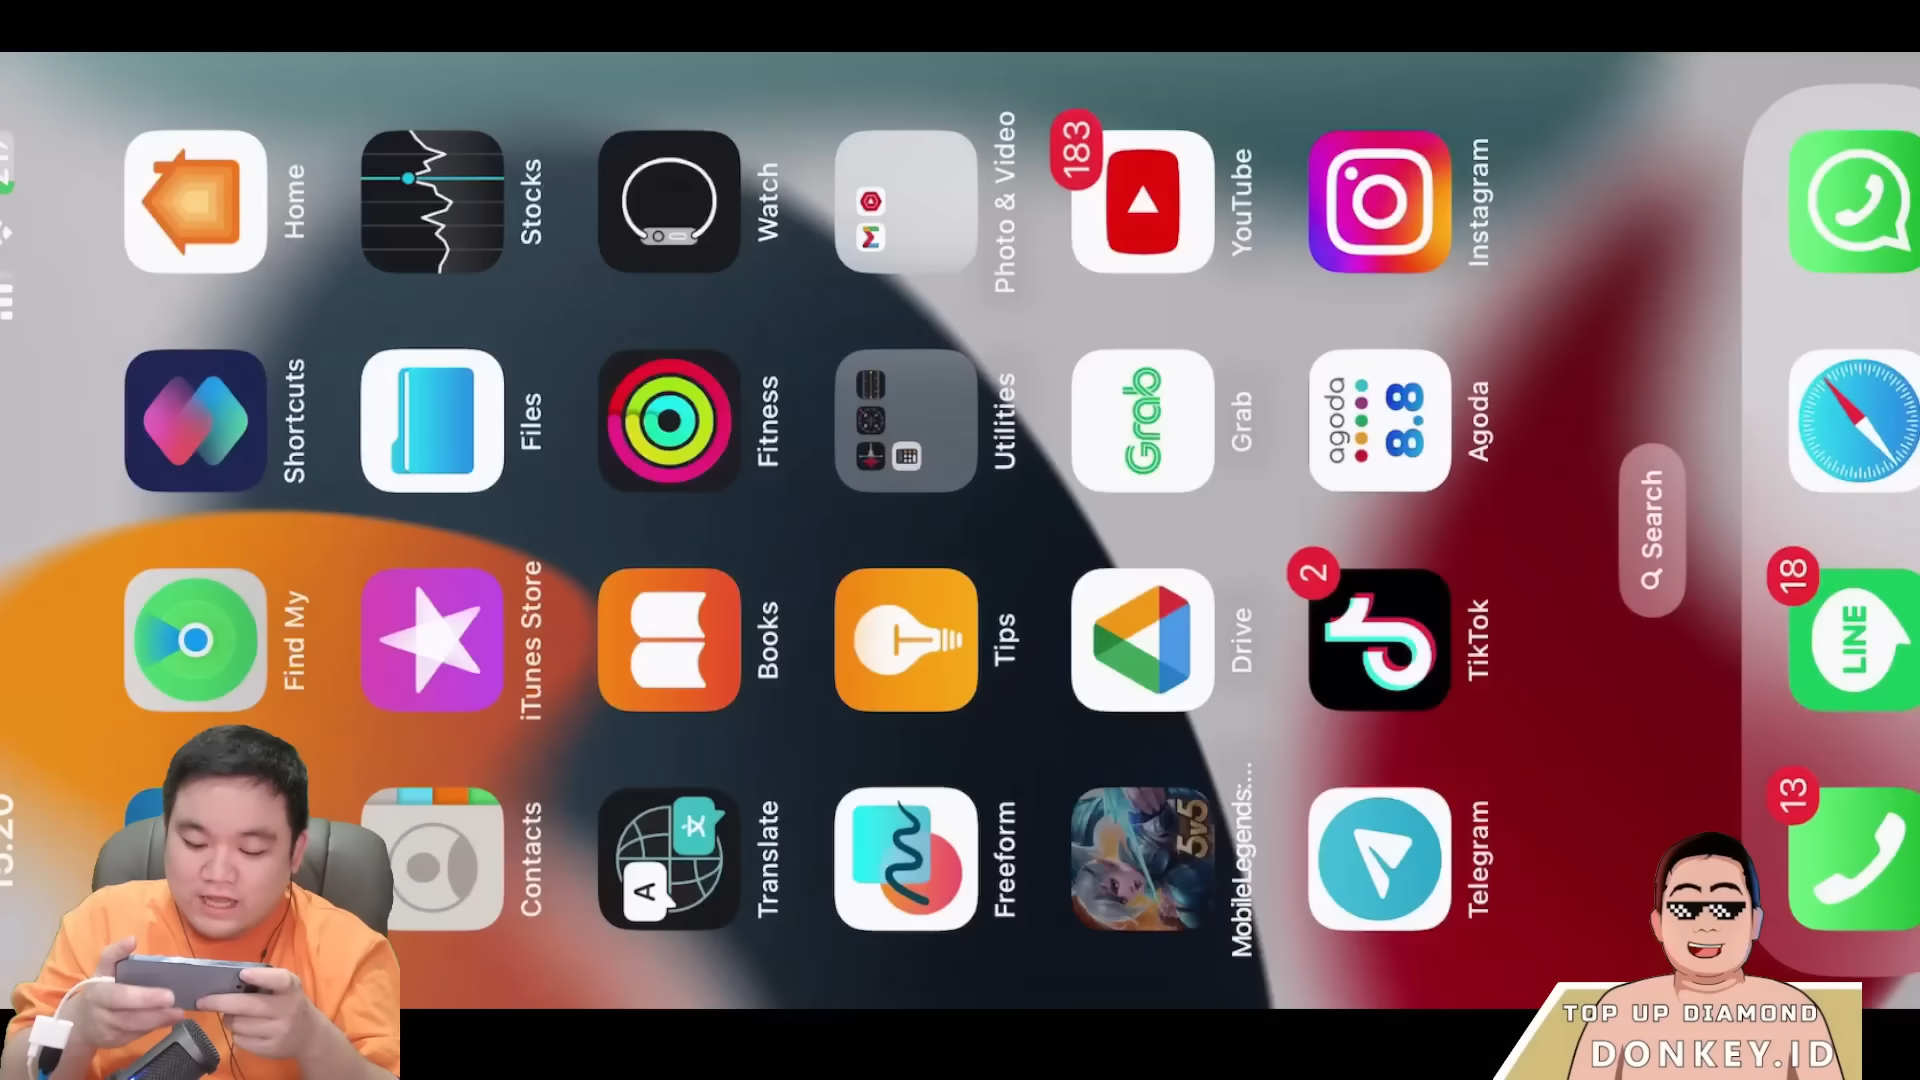 Find My
Shortcuts
Home
Contacts
iTunes Store
Files
Stocks
A 文
Translate
Books
Fitness
Watch
Freeform
Tips
Utilities
Photo & Video
5v5
MobileLegends:...
Drive
Grab
Grab
183
YouTube
Telegram
2
TikTok
agoda
8.8
Agoda
Instagram
Search
13
18
LINE
TOP UP DIAMOND
DONKEY.ID